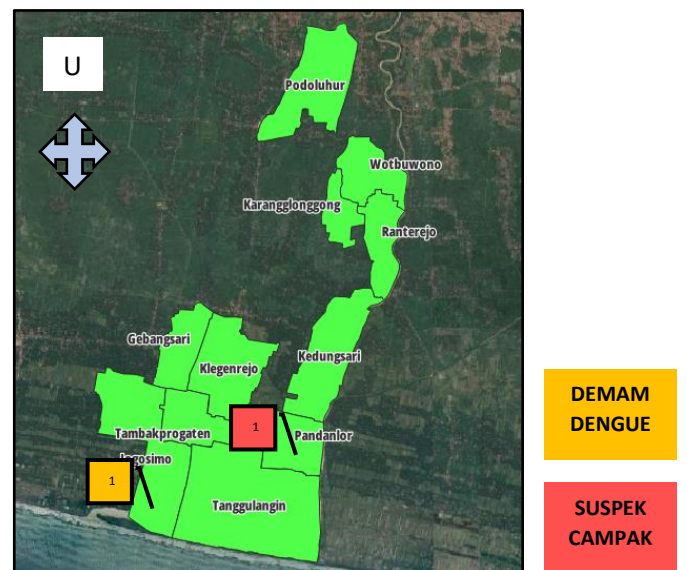 U
Podoluhur
Wotbuwono
Karangglonggong
Ranterejo
Gebangsari
Klegenrejo
Kedungsari
Tambakprogaten
Pandanlor
1
Jogosimo
1
Tanggulangin
DEMAM
DENGUE
SUSPEK
CAMPAK